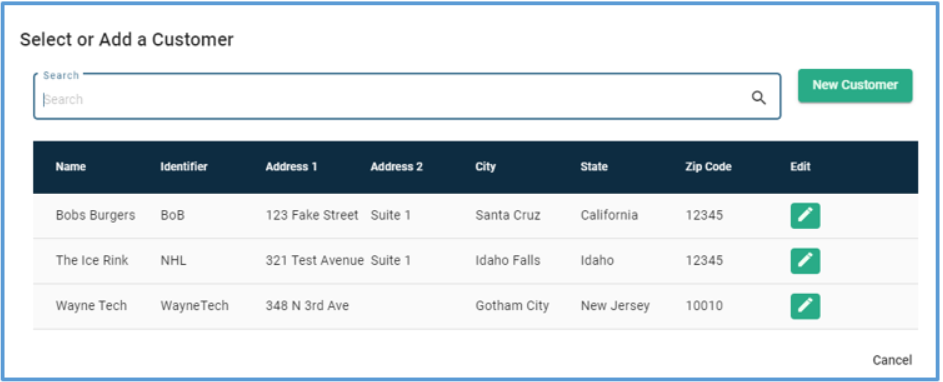 Select or Add a Customer
Search
Search
New Customer
Name Identifier Address 1 Address 2 City State Zip Code Edit
Bobs Burgers BoB 123 Fake Street Suite 1 Santa Cruz California 12345
The Ice Rink NHL 321 Test Avenue Suite 1 Idaho Falls Idaho 12345
Wayne Tech WayneTech 348 N 3rd Ave Gotham City New Jersey 10010
Cancel